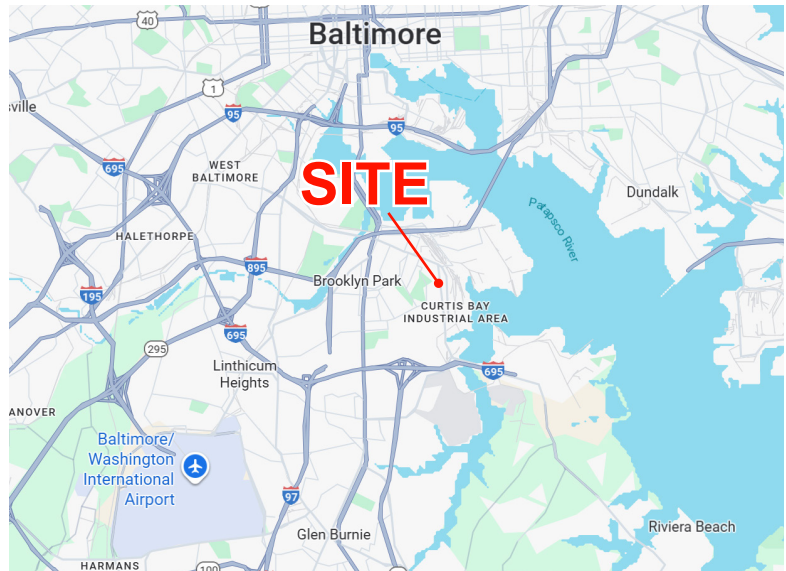 40
Baltimore
1
sville
95
95
695
WEST
BALTIMORE
SITE
Dundalk
Patapsco River
HALETHORPE
895
Brooklyn Park
195
CURTIS BAY
INDUSTRIAL AREA
695
295
Linthicum
Heights
695
ANOVER
Baltimore/
Washington
International
Airport
97
Glen Burnie
Riviera Beach
HARMANS
100